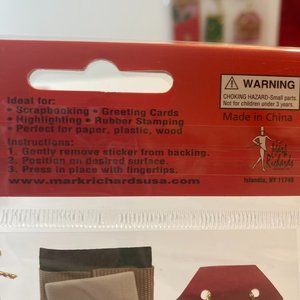 Ideal for:
• Scrapbooking • Greeting Cards
• Highlighting • Rubber Stamping
• Perfect for paper, plastic, wood
Instructions:
1. Gently remove sticker from backing.
2. Position on desired surface.
3. Press in place with fingertips.
www.markrichardsusa.com
⚠ WARNING
CHOKING HAZARD-Small parts.
Not for children under 3 years.
Made in China
Mark Richards
Islandia, NY 11749